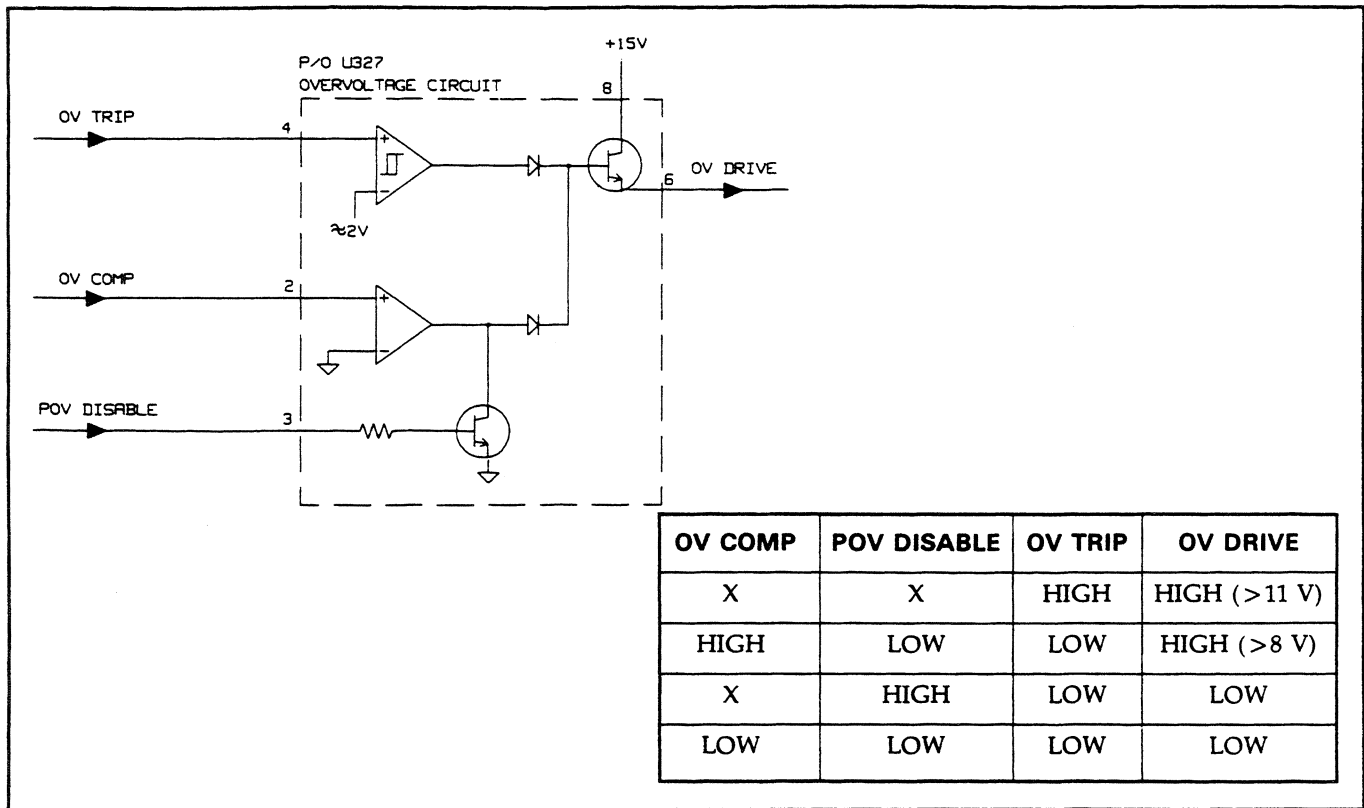 +15V
P/O U327
OVERVOLTAGE CIRCUIT
8
OV TRIP
4
+
-
≈2V
6
OV DRIVE
OV COMP
2
+
-
POV DISABLE
3
OV COMP POV DISABLE OV TRIP OV DRIVE
X X HIGH HIGH (>11 V)
HIGH LOW LOW HIGH (>8 V)
X HIGH LOW LOW
LOW LOW LOW LOW